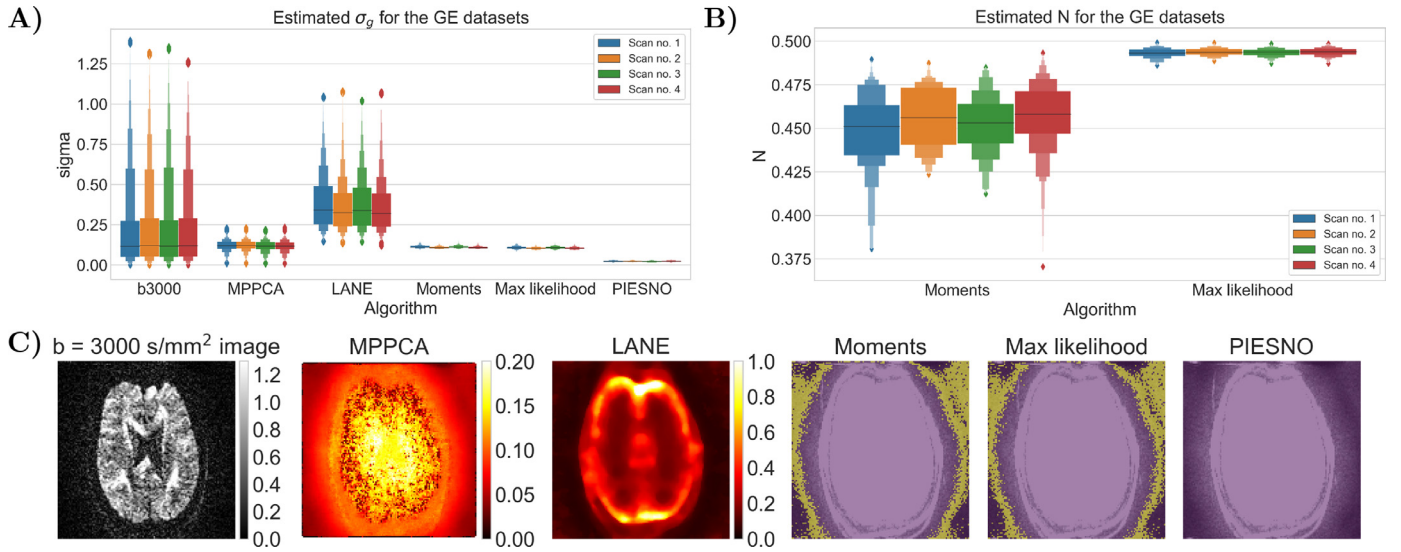 A)
Estimated σg for the GE datasets
sigma
1.25
1.00
0.75
0.50
0.25
0.00
Scan no. 1
Scan no. 2
Scan no. 3
Scan no. 4
b3000 MPPCA LANE Moments Max likelihood PIESNO
Algorithm
B)
Estimated N for the GE datasets
N
0.500
0.475
0.450
0.425
0.400
0.375
Scan no. 1
Scan no. 2
Scan no. 3
Scan no. 4
Moments Max likelihood
Algorithm
C)
b = 3000 s/mm² image
1.2
1.0
0.8
0.6
0.4
0.2
0.0
MPPCA
0.20
0.15
0.10
0.05
0.00
LANE
1.0
0.8
0.6
0.4
0.2
0.0
Moments
Max likelihood
PIESNO